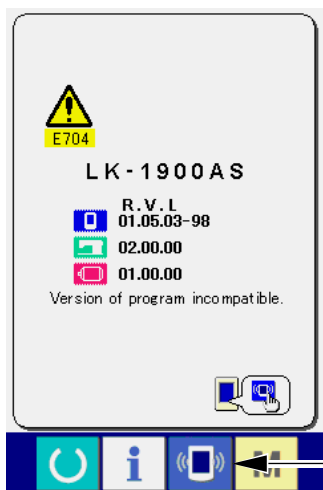 E704
LK-1900AS
R.V.L
01.05.03-98
02.00.00
01.00.00
Version of program incompatible.
i
M